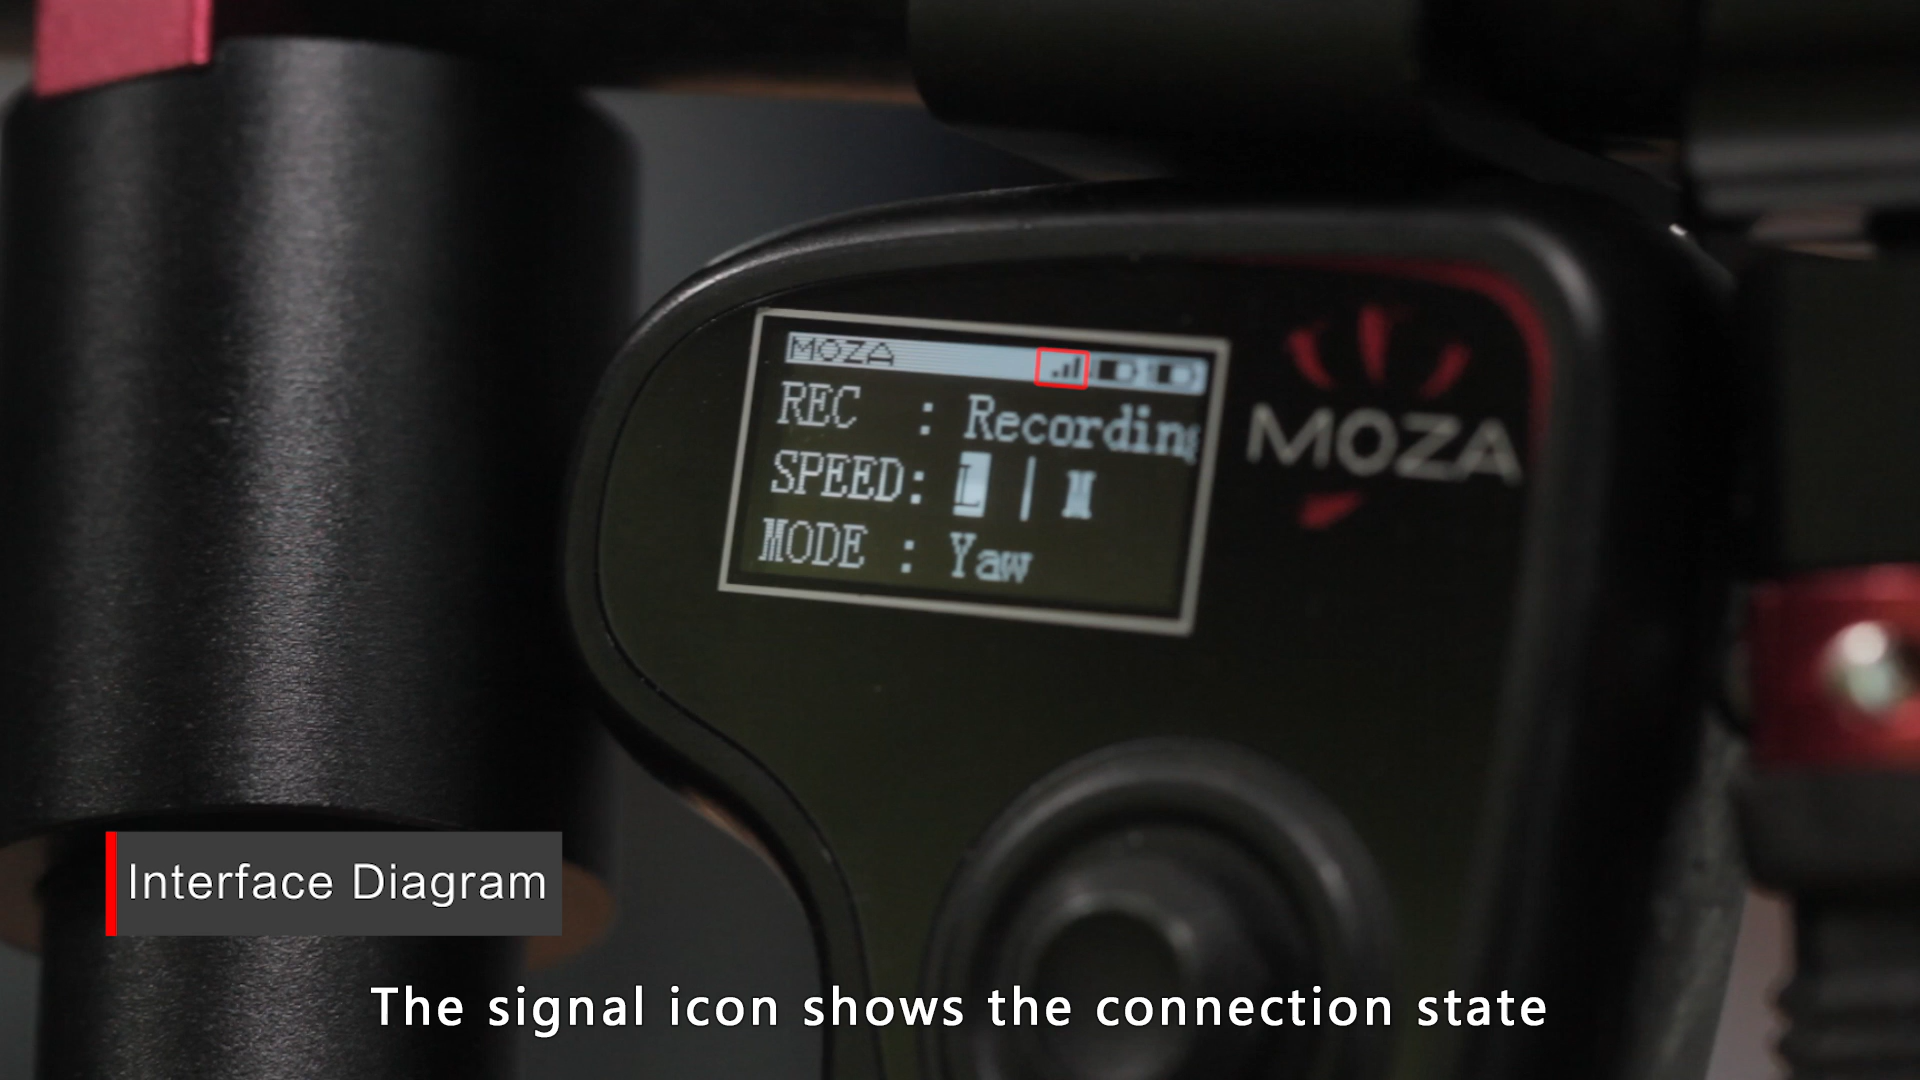 MOZA
REC : Recording
SPEED: L | M
MODE : Yaw
MOZA
Interface Diagram
The signal icon shows the connection state